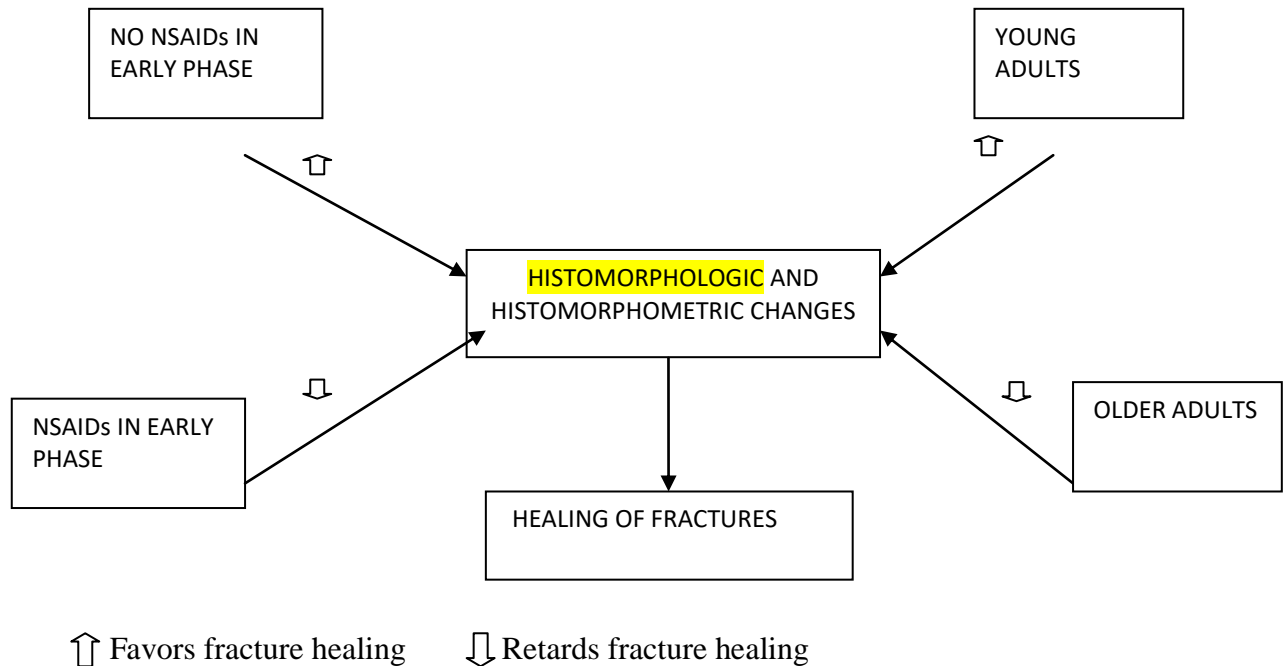 NO NSAIDs IN
EARLY PHASE
YOUNG
ADULTS
HISTOMORPHOLOGIC AND
HISTOMORPHOMETRIC CHANGES
NSAIDs IN EARLY
PHASE
OLDER ADULTS
HEALING OF FRACTURES
Favors fracture healing
Retards fracture healing